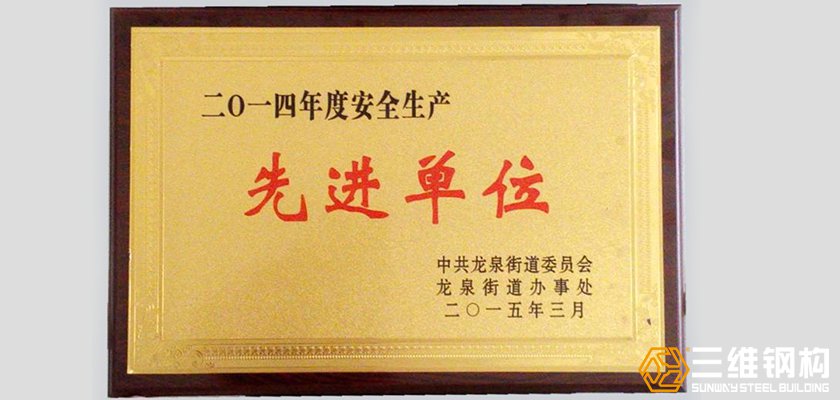 二〇一四年度安全生产
先进单位
中共龙泉街道委员会
龙泉街道办事处
二〇一五年三月
三维钢构
SUNWAY STEEL BUILDING